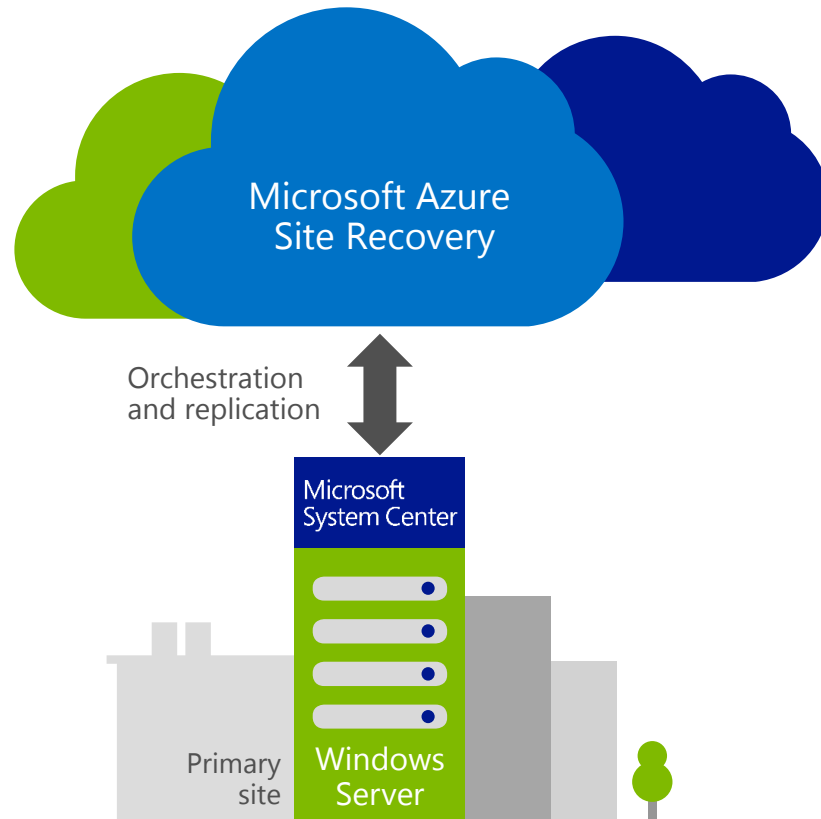 Microsoft Azure
Site Recovery
Orchestration
and replication
Microsoft
System Center
Primary
site
Windows
Server